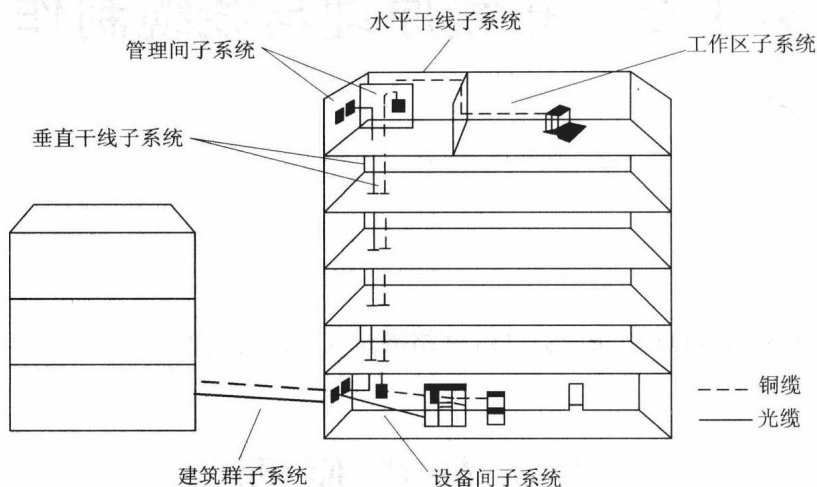 水平干线子系统
管理间子系统
工作区子系统
垂直干线子系统
铜缆
光缆
建筑群子系统
设备间子系统